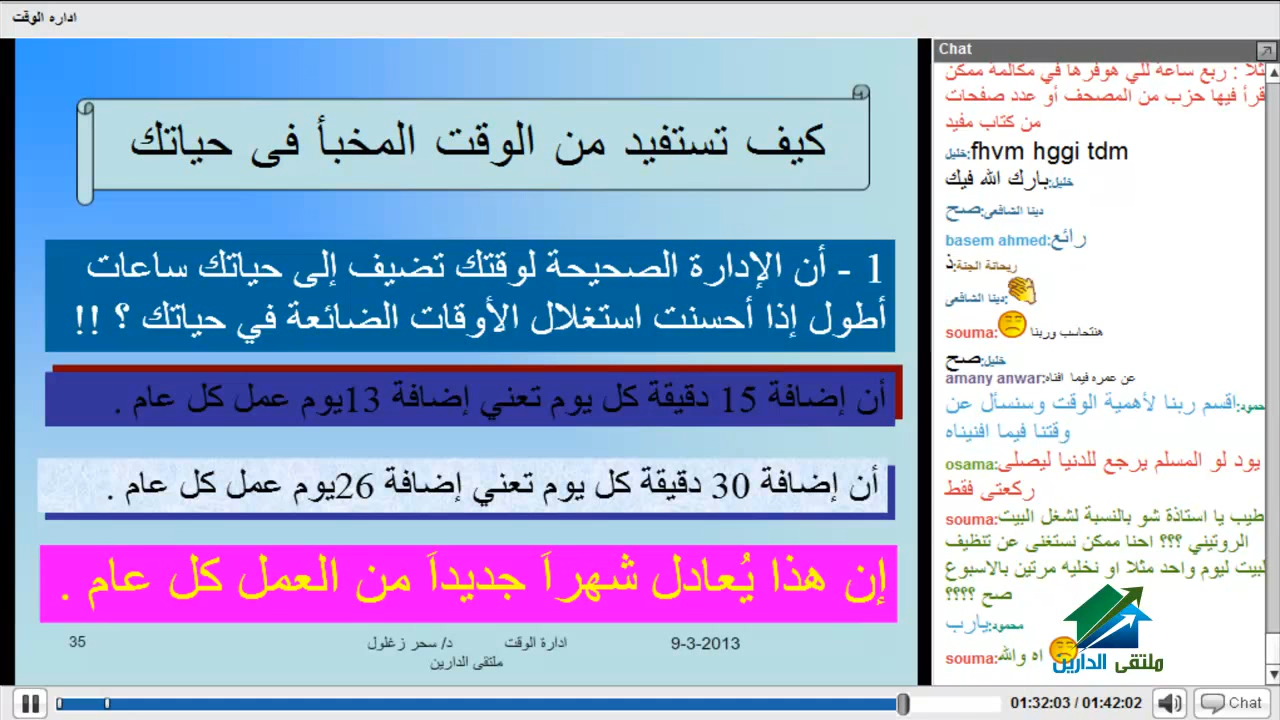 اداره الوقت
كيف تستفيد من الوقت المخبأ فى حياتك
1 - أن الإدارة الصحيحة لوقتك تضيف إلى حياتك ساعات
أطول إذا أحسنت استغلال الأوقات الضائعة في حياتك ؟ !!
أن إضافة 15 دقيقة كل يوم تعني إضافة 13يوم عمل كل عام .
أن إضافة 30 دقيقة كل يوم تعني إضافة 26يوم عمل كل عام .
إن هذا يُعادل شهراً جديداً من العمل كل عام .
9-3-2013
ادارة الوقت د/ سحر زغلول
ملتقى الدارين
35
Chat
ثلا : ربع ساعة للي هوفرها في مكالمة ممكن
قرأ فيها حزب من المصحف أو عدد صفحات
من كتاب مفيد
خليل:fhvm hggi tdm
خليل:بارك الله فيك
دينا الشافعى:صح
basem ahmed:رائع
ريحانة الجنة:ذ
دينا الشافعى:
souma: هنتحاسب وربنا
خليل:صح
amany anwar:عن عمره فيما افناه
محمود:اقسم ربنا لأهمية الوقت وسنسأل عن
وقتنا فيما افنيناه
osama:يود لو المسلم يرجع للدنيا ليصلى
ركعتى فقط
souma:طيب يا استاذة شو بالنسبة لشغل البيت
الروتيني ؟؟؟ احنا ممكن نستغنى عن تنظيف
لبيت ليوم واحد مثلا او نخليه مرتين بالاسبوع
صح ؟؟؟؟
محمود:يارب
souma:اه والله
ملتقى الدارين
01:32:03 / 01:42:02
Chat